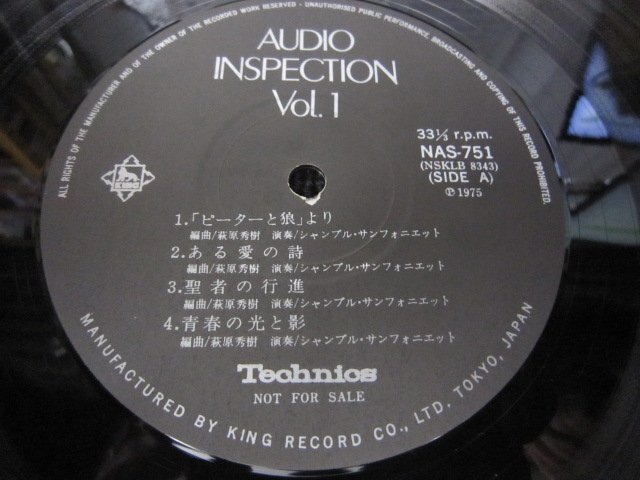 ALL RIGHTS OF THE MANUFACTURER AND OF THE OWNER OF THE RECORDED WORK RESERVED • UNAUTHORISED PUBLIC PERFORMANCE, BROADCASTING AND COPYING OF THIS RECORD PROHIBITED.
AUDIO
INSPECTION
Vol. 1
KING
33⅓ r.p.m.
NAS-751
(NSKLB 8343)
(SIDE A)
Ⓟ 1975
1.「ピーターと狼」より
編曲/萩原秀樹 演奏/シャンブル・サンフォニエット
2.ある愛の詩
編曲/萩原秀樹 演奏/シャンブル・サンフォニエット
3.聖者の行進
編曲/萩原秀樹 演奏/シャンブル・サンフォニエット
4.青春の光と影
編曲/萩原秀樹 演奏/シャンブル・サンフォニエット
Technics
NOT FOR SALE
MANUFACTURED BY KING RECORD CO., LTD. TOKYO, JAPAN